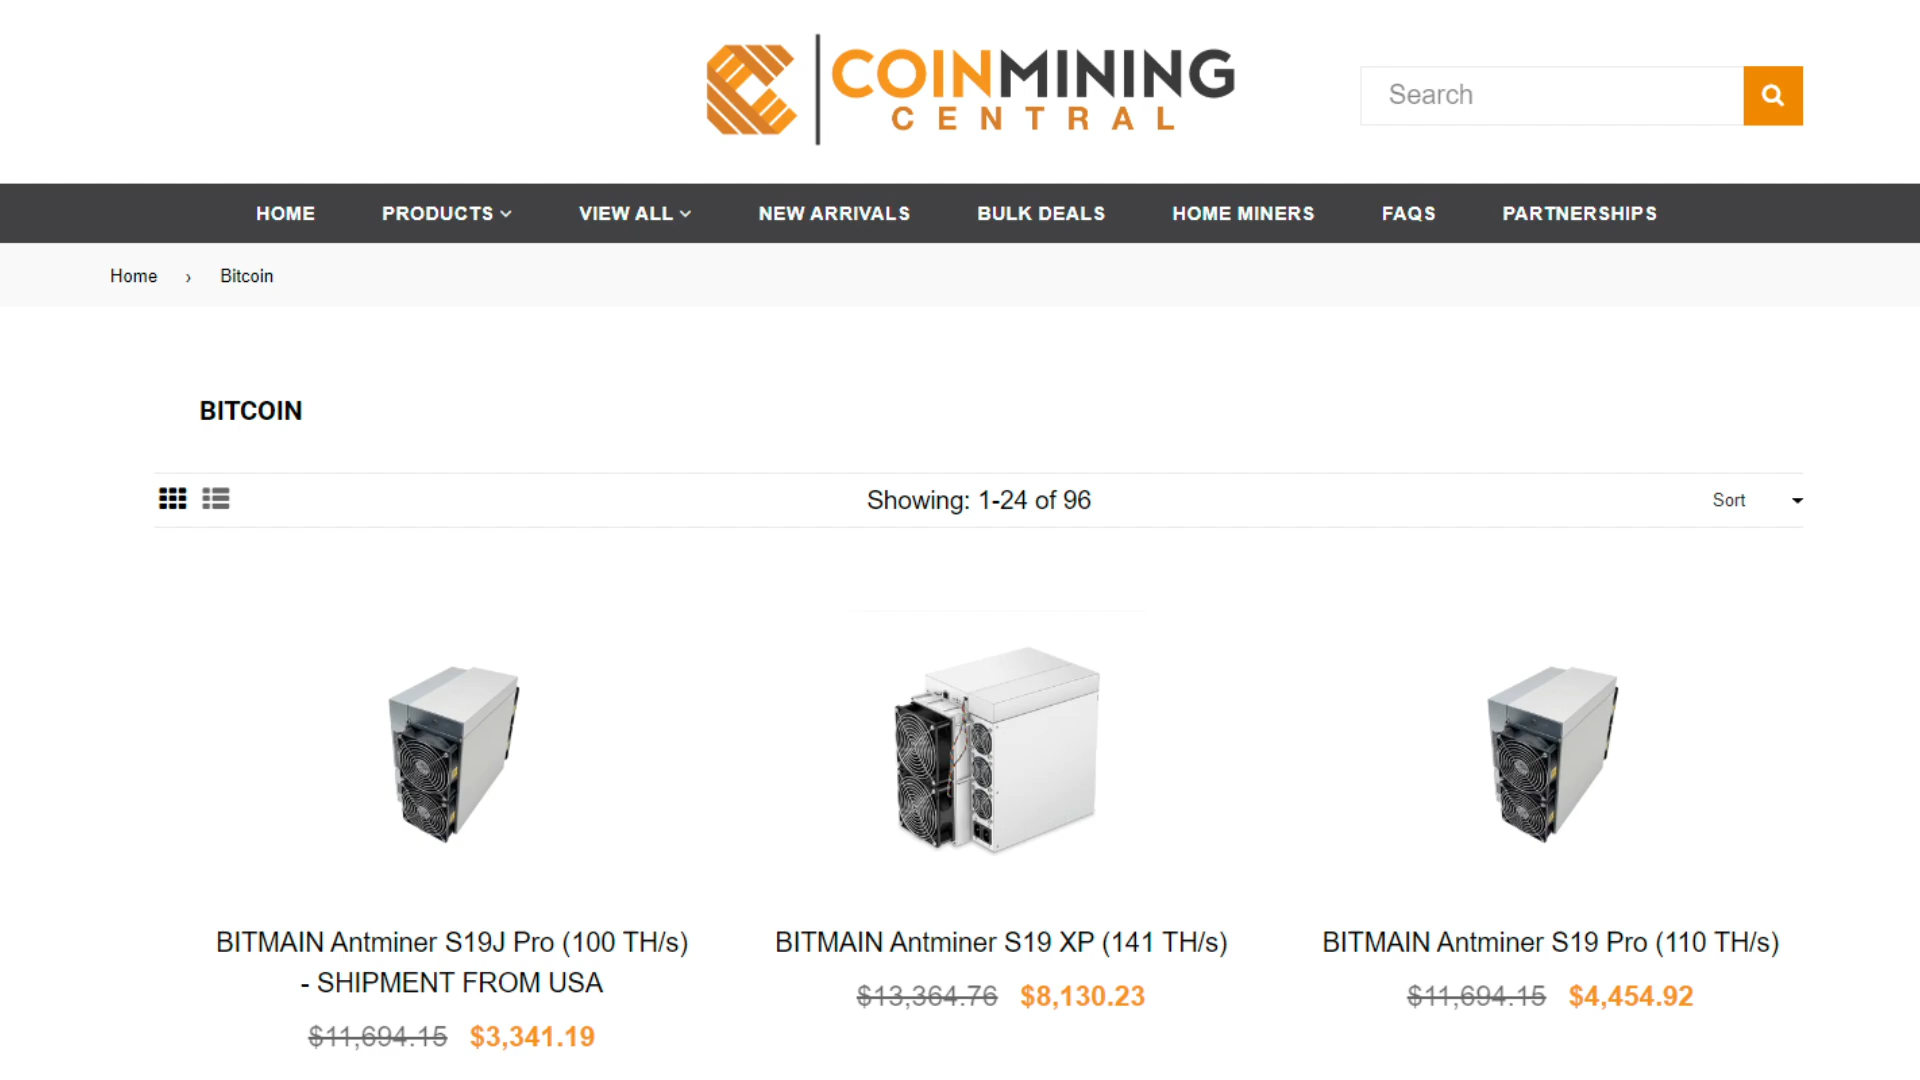 COINMINING
CENTRAL
Search
HOME PRODUCTS VIEW ALL NEW ARRIVALS BULK DEALS HOME MINERS FAQS PARTNERSHIPS
Home › Bitcoin
BITCOIN
Showing: 1-24 of 96
Sort
BITMAIN Antminer S19J Pro (100 TH/s)
- SHIPMENT FROM USA
$11,694.15 $3,341.19
BITMAIN Antminer S19 XP (141 TH/s)
$13,364.76 $8,130.23
BITMAIN Antminer S19 Pro (110 TH/s)
$11,694.15 $4,454.92